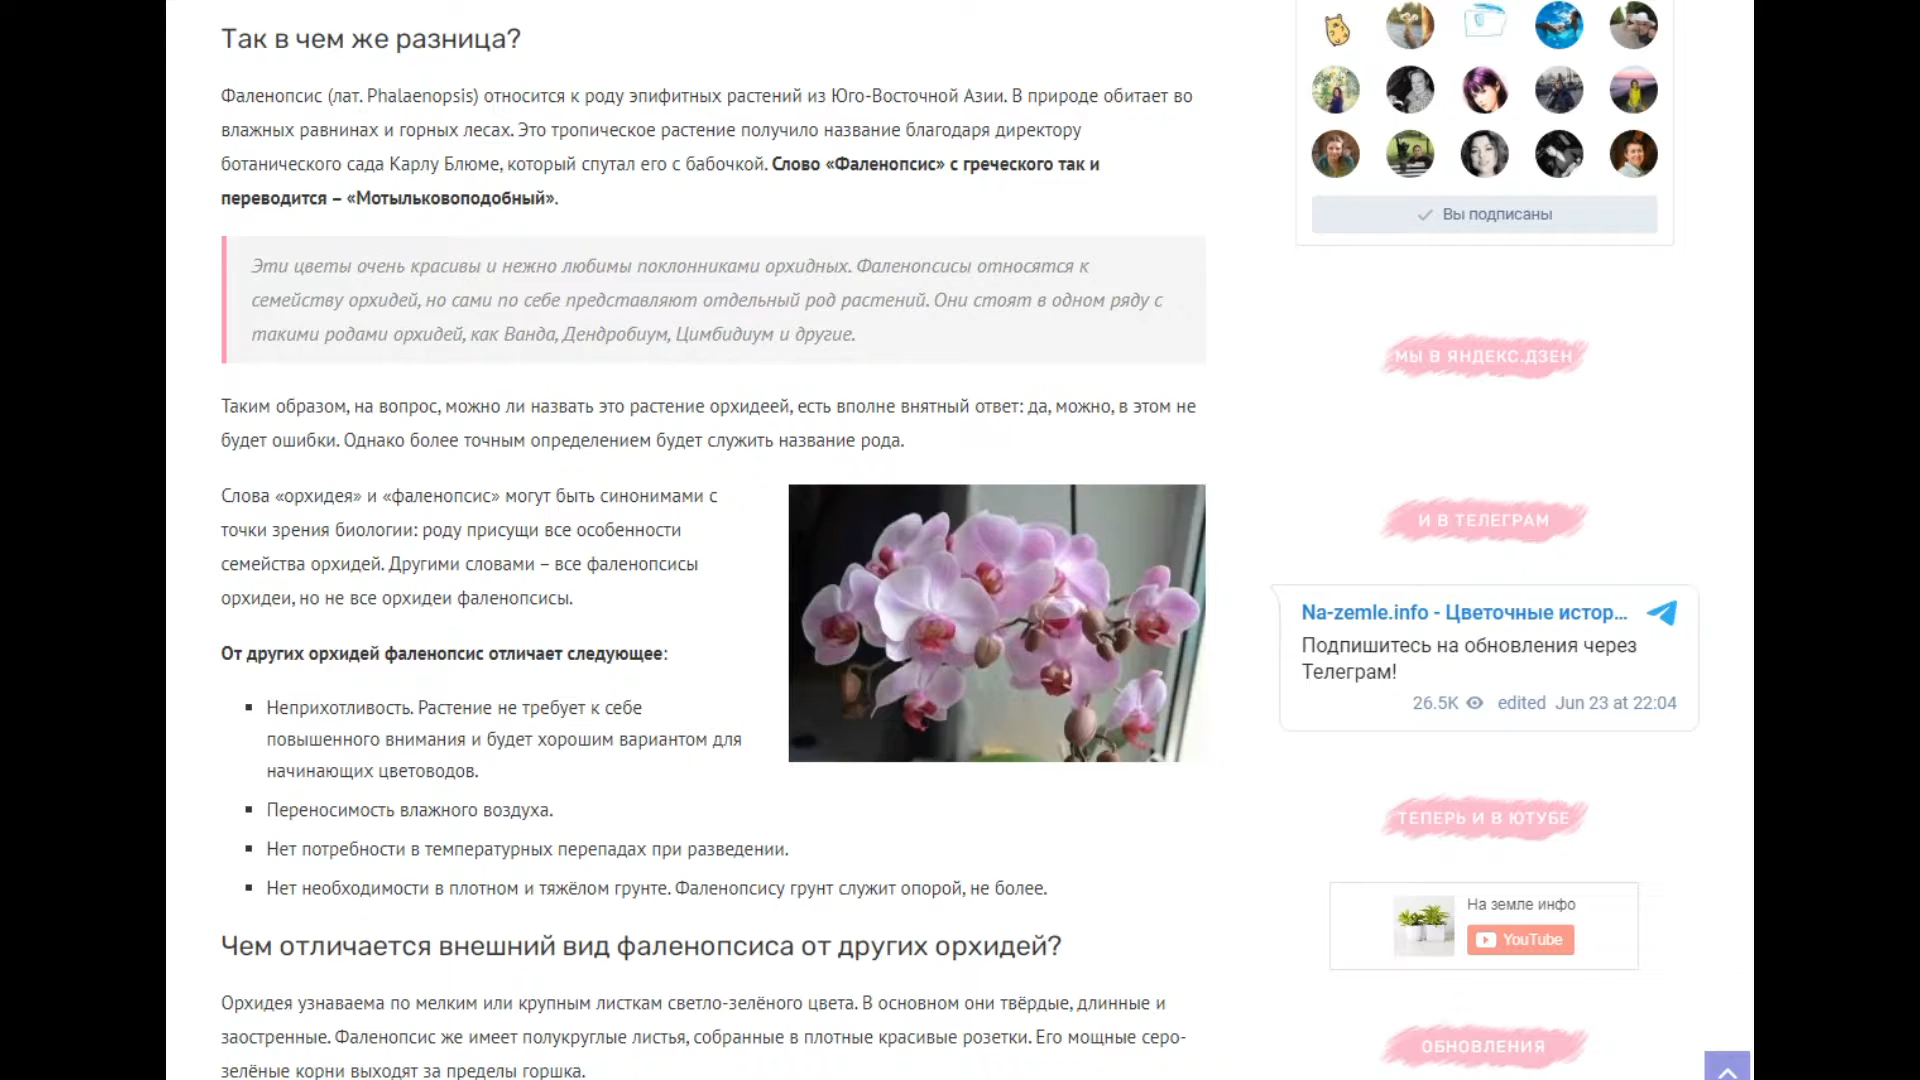 Так в чем же разница?
Фаленопсис (лат. Phalaenopsis) относится к роду эпифитных растений из Юго-Восточной Азии. В природе обитает во
влажных равнинах и горных лесах. Это тропическое растение получило название благодаря директору
ботанического сада Карлу Блюме, который спутал его с бабочкой. Слово «Фаленопсис» с греческого так и
переводится – «Мотыльковоподобный».
Эти цветы очень красивы и нежно любимы поклонниками орхидных. Фаленопсисы относятся к
семейству орхидей, но сами по себе представляют отдельный род растений. Они стоят в одном ряду с
такими родами орхидей, как Ванда, Дендробиум, Цимбидиум и другие.
Таким образом, на вопрос, можно ли назвать это растение орхидеей, есть вполне внятный ответ: да, можно, в этом не
будет ошибки. Однако более точным определением будет служить название рода.
Слова «орхидея» и «фаленопсис» могут быть синонимами с
точки зрения биологии: роду присущи все особенности
семейства орхидей. Другими словами – все фаленопсисы
орхидеи, но не все орхидеи фаленопсисы.
От других орхидей фаленопсис отличает следующее:
Неприхотливость. Растение не требует к себе
повышенного внимания и будет хорошим вариантом для
начинающих цветоводов.
Переносимость влажного воздуха.
Нет потребности в температурных перепадах при разведении.
Нет необходимости в плотном и тяжёлом грунте. Фаленопсису грунт служит опорой, не более.
Чем отличается внешний вид фаленопсиса от других орхидей?
Орхидея узнаваема по мелким или крупным листкам светло-зелёного цвета. В основном они твёрдые, длинные и
заостренные. Фаленопсис же имеет полукруглые листья, собранные в плотные красивые розетки. Его мощные серо-
зелёные корни выходят за пределы горшка.
Вы подписаны
МЫ В ЯНДЕКС.ДЗЕН
И В ТЕЛЕГРАМ
Na-zemle.info - Цветочные истор...
Подпишитесь на обновления через
Телеграм!
26.5K edited Jun 23 at 22:04
ТЕПЕРЬ И В ЮТУБЕ
На земле инфо
YouTube
ОБНОВЛЕНИЯ